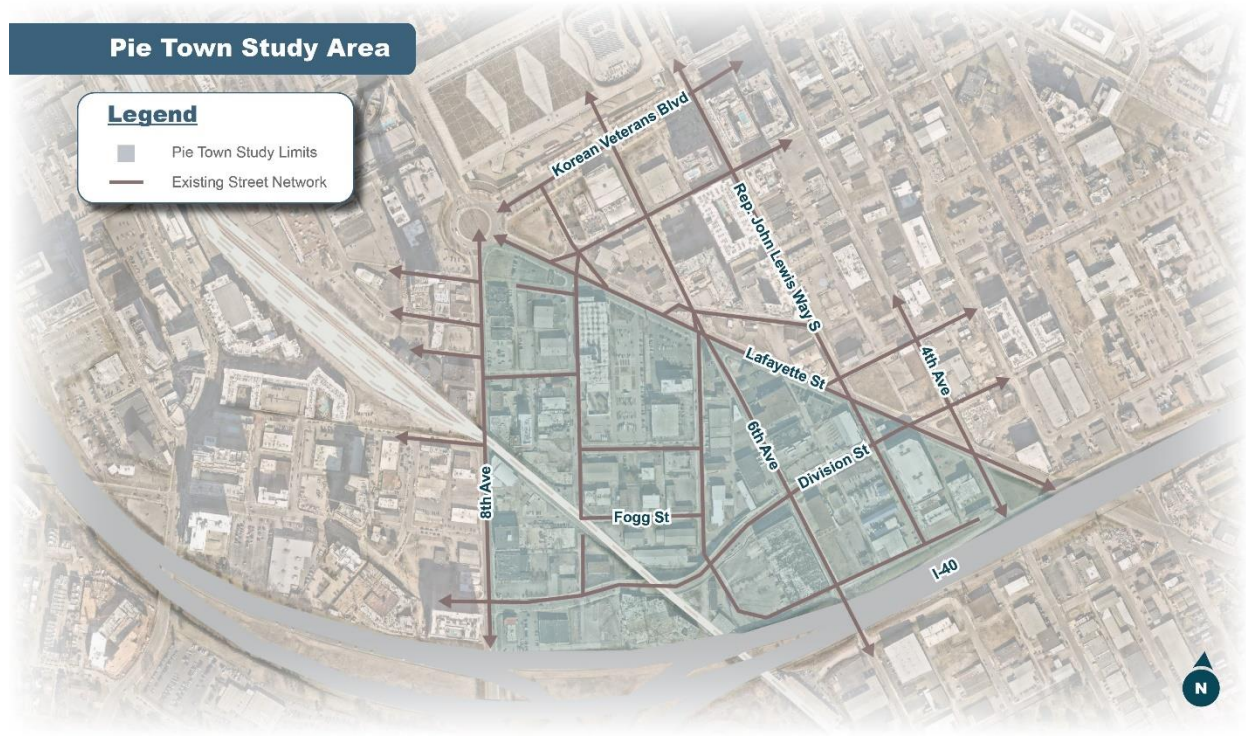 Pie Town Study Area
Legend
Pie Town Study Limits
Existing Street Network
Korean Veterans Blvd
Rep. John Lewis Way S
Lafayette St
4th Ave
6th Ave
Division St
8th Ave
Fogg St
I-40
N